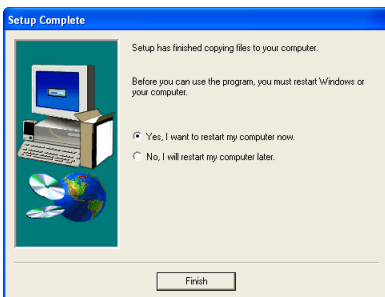 Setup Complete
Setup has finished copying files to your computer.
Before you can use the program, you must restart Windows or
your computer.
Yes, I want to restart my computer now.
No, I will restart my computer later.
Finish